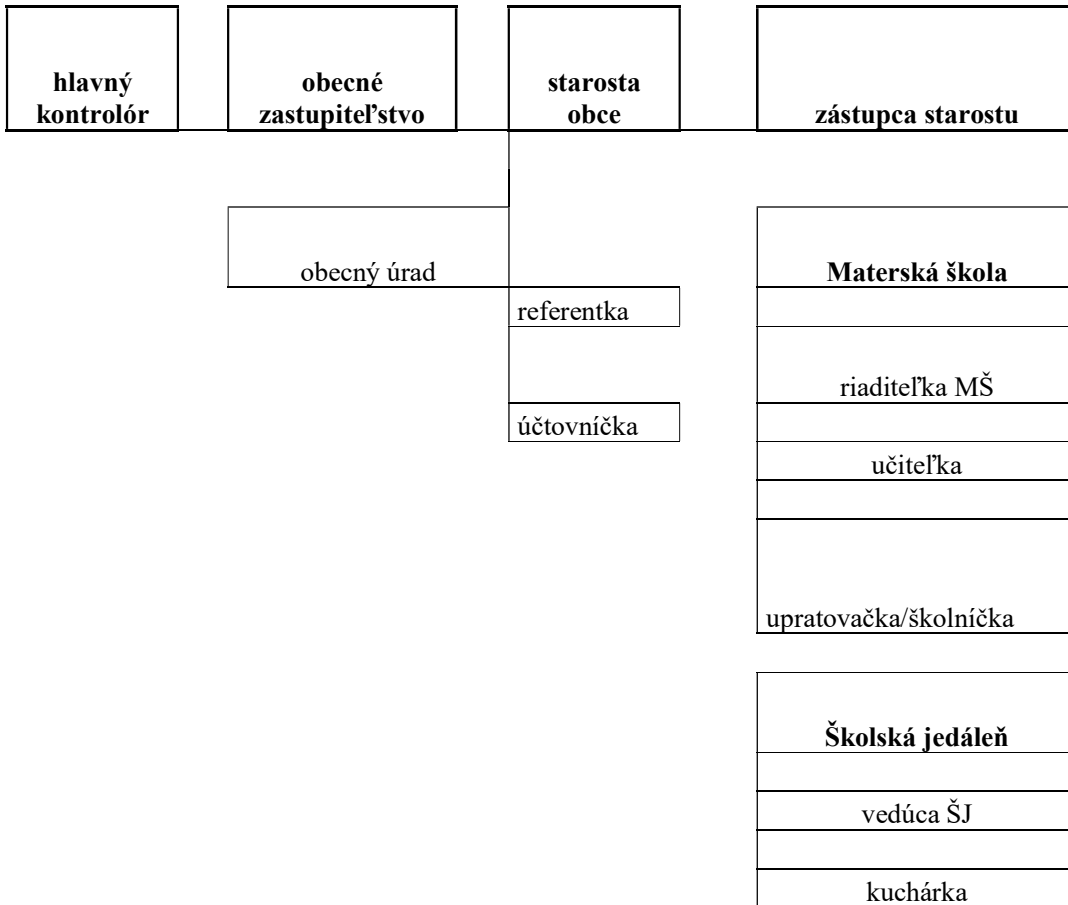 hlavný
kontrolór
obecné
zastupiteľstvo
starosta
obce
zástupca starostu
obecný úrad
Materská škola
referentka
riaditeľka MŠ
účtovníčka
učiteľka
upratovačka/školníčka
Školská jedáleň
vedúca ŠJ
kuchárka